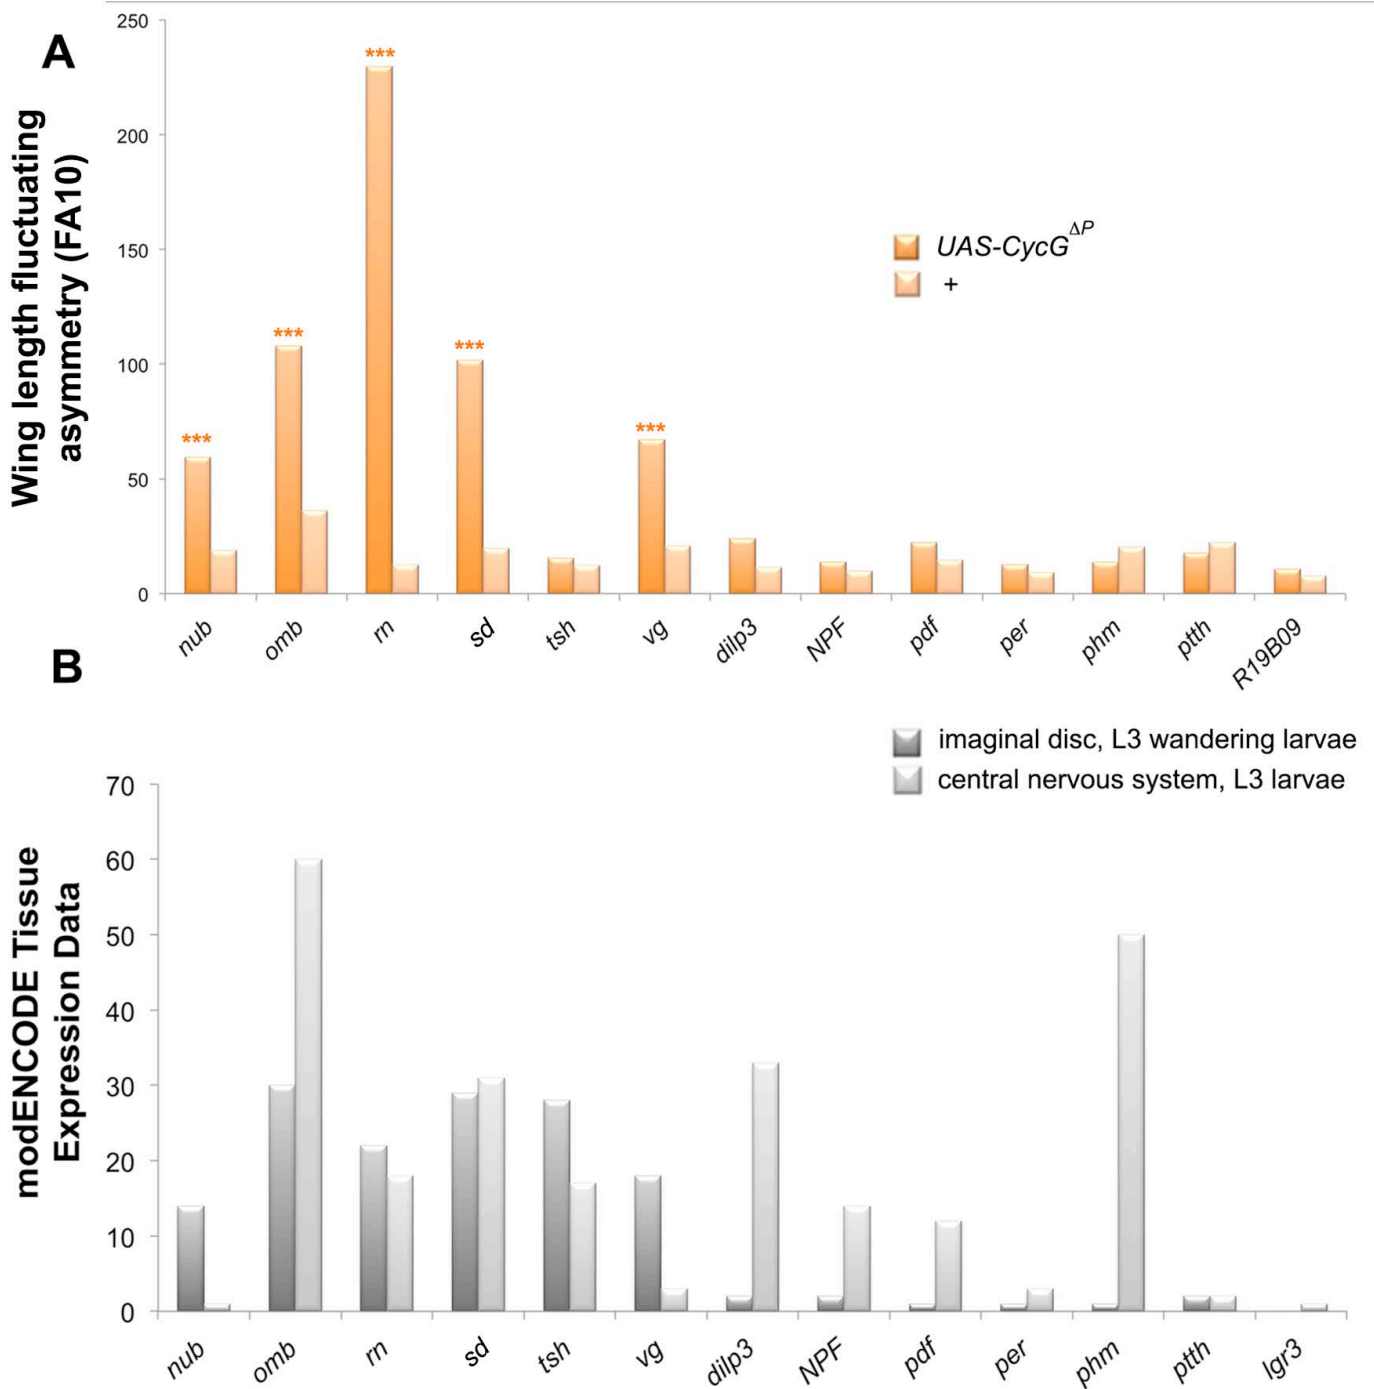 A
Wing length fluctuating
asymmetry (FA10)
250
200
150
100
50
0
***
***
***
***
***
UAS-CycG^ΔP
+
nub
omb
rn
sd
tsh
vg
dilp3
NPF
pdf
per
phm
ptth
R19B09
B
modENCODE Tissue
Expression Data
imaginal disc, L3 wandering larvae
central nervous system, L3 larvae
70
60
50
40
30
20
10
0
nub
omb
rn
sd
tsh
vg
dilp3
NPF
pdf
per
phm
ptth
lgr3